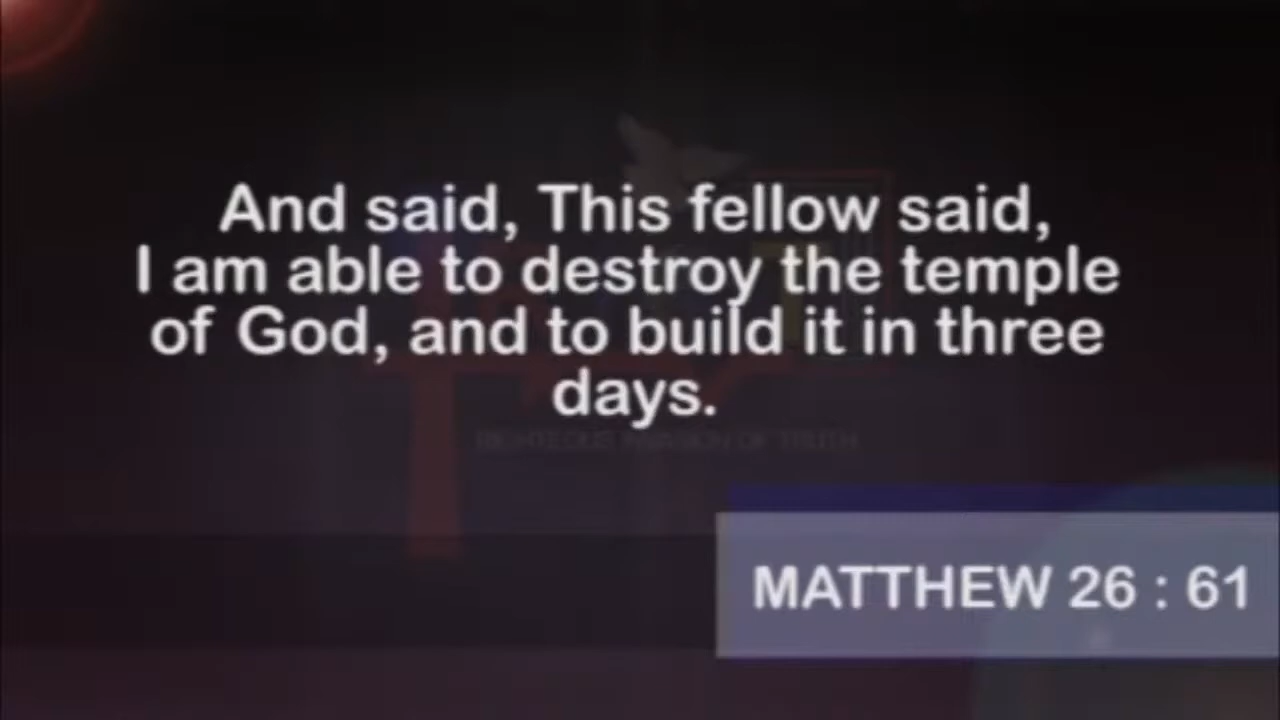 And said, This fellow said,
I am able to destroy the temple
of God, and to build it in three
days.
MATTHEW 26 : 61